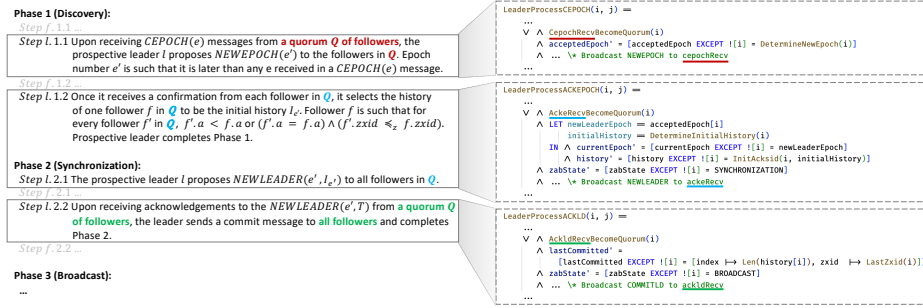 Phase 1 (Discovery):
Step f.1.1 ...
Step l.1.1 Upon receiving CEPOCH(e) messages from a quorum Q of followers, the
prospective leader l proposes NEWEPOCH(e′) to the followers in Q. Epoch
number e′ is such that it is later than any e received in a CEPOCH(e) message.
Step f.1.2 ...
Step l.1.2 Once it receives a confirmation from each follower in Q, it selects the history
of one follower f in Q to be the initial history I_e′. Follower f is such that for
every follower f′ in Q, f′.a < f.a or (f′.a = f.a) ∧ (f′.zxid ≼_z f.zxid).
Prospective leader completes Phase 1.
Phase 2 (Synchronization):
Step l.2.1 The prospective leader l proposes NEWLEADER(e′, I_e′) to all followers in Q.
Step f.2.1 ...
Step l.2.2 Upon receiving acknowledgements to the NEWLEADER(e′, T) from a quorum Q
of followers, the leader sends a commit message to all followers and completes
Phase 2.
Step f.2.2 ...
Phase 3 (Broadcast):
...
LeaderProcessCEPOCH(i, j) ==
...
∨ ∧ CepochRecvBecomeQuorum(i)
∧ acceptedEpoch' = [acceptedEpoch EXCEPT ![i] = DetermineNewEpoch(i)]
∧ ... \* Broadcast NEWEPOCH to cepochRecv
LeaderProcessACKEPOCH(i, j) ==
...
∨ ∧ AckeRecvBecomeQuorum(i)
∧ LET newLeaderEpoch == acceptedEpoch[i]
initialHistory == DetermineInitialHistory(i)
IN ∧ currentEpoch' = [currentEpoch EXCEPT ![i] = newLeaderEpoch]
∧ history' = [history EXCEPT ![i] = InitAcksid(i, initialHistory)]
∧ zabState' = [zabState EXCEPT ![i] = SYNCHRONIZATION]
∧ ... \* Broadcast NEWLEADER to ackeRecv
LeaderProcessACKLD(i, j) ==
...
∨ ∧ AckldRecvBecomeQuorum(i)
∧ lastCommitted' =
[lastCommitted EXCEPT ![i] = [index ↦ Len(history[i]), zxid ↦ LastZxid(i)]]
∧ zabState' = [zabState EXCEPT ![i] = BROADCAST]
∧ ... \* Broadcast COMMITLD to ackldRecv